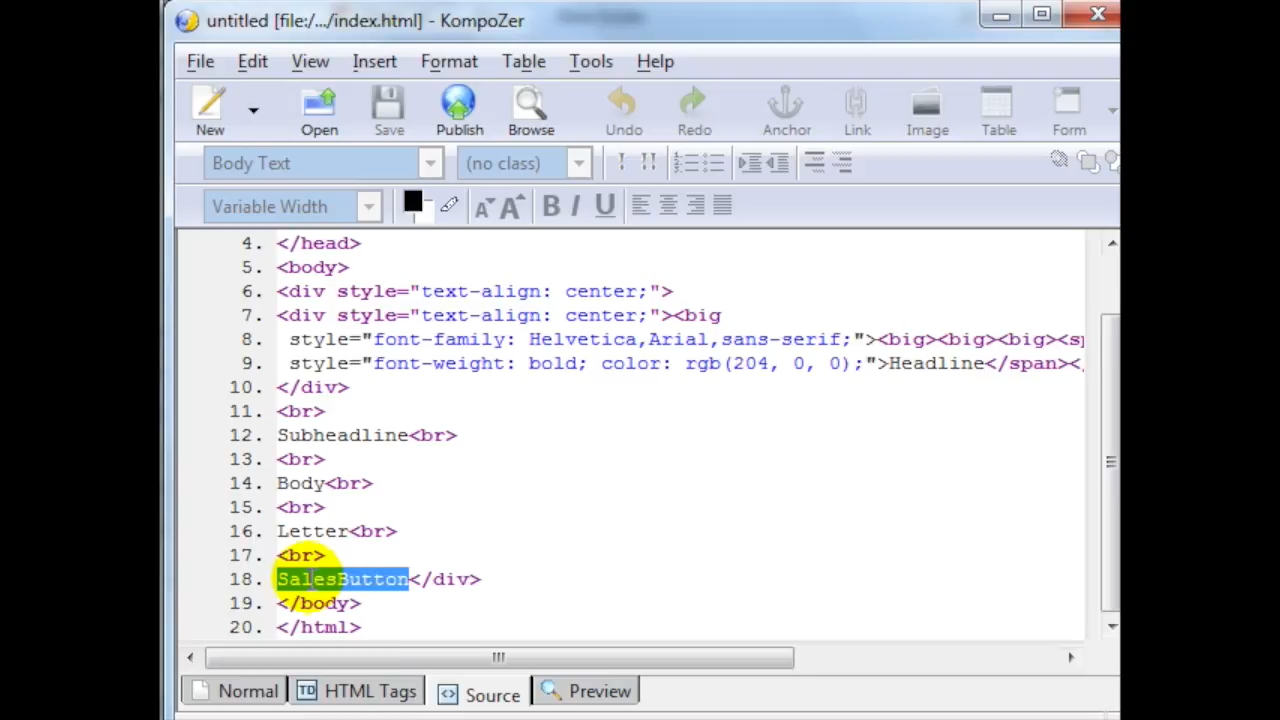 untitled [file:/.../index.html] - KompoZer
File Edit View Insert Format Table Tools Help
New Open Save Publish Browse Undo Redo Anchor Link Image Table Form
Body Text (no class)
Variable Width
4. </head>
5. <body>
6. <div style="text-align: center;">
7. <div style="text-align: center;"><big
8. style="font-family: Helvetica,Arial,sans-serif;"><big><big><big><sp
9. style="font-weight: bold; color: rgb(204, 0, 0);">Headline</span></
10. </div>
11. <br>
12. Subheadline<br>
13. <br>
14. Body<br>
15. <br>
16. Letter<br>
17. <br>
18. SalesButton</div>
19. </body>
20. </html>
Normal TD HTML Tags Source Preview